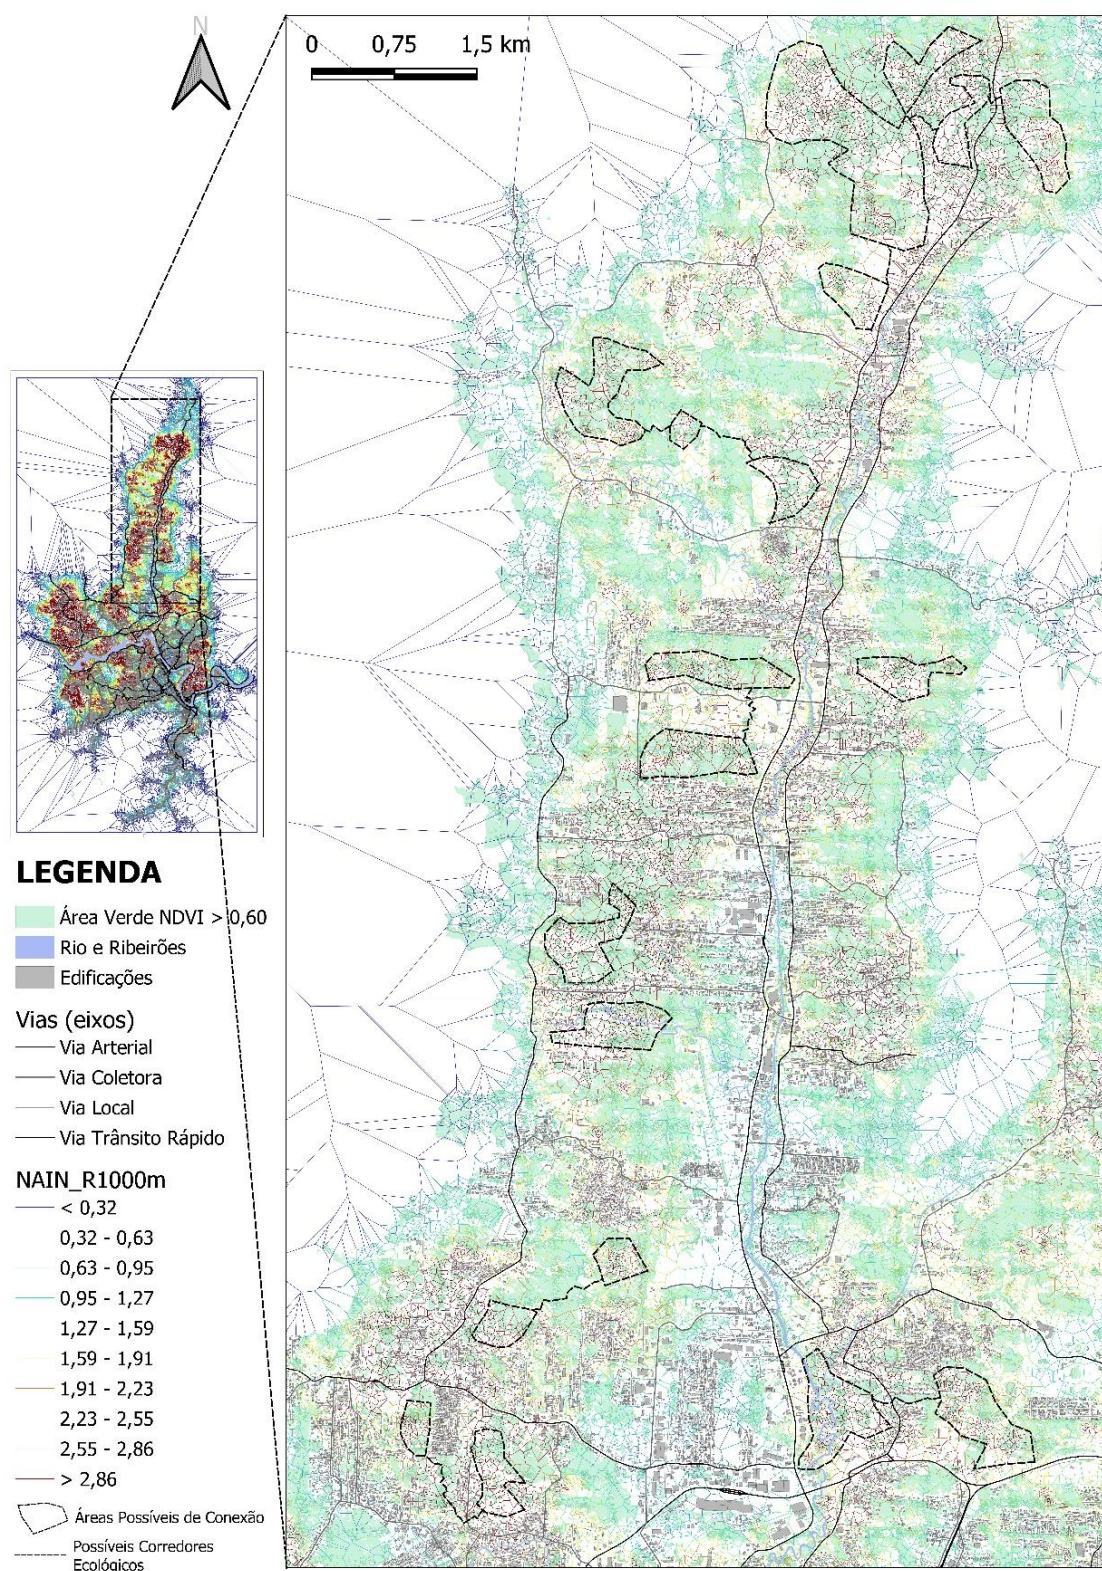 N
0 0,75 1,5 km
LEGENDA
Área Verde NDVI > 0,60
Rio e Ribeirões
Edificações
Vias (eixos)
Via Arterial
Via Coletora
Via Local
Via Trânsito Rápido
NAIN_R1000m
< 0,32
0,32 - 0,63
0,63 - 0,95
0,95 - 1,27
1,27 - 1,59
1,59 - 1,91
1,91 - 2,23
2,23 - 2,55
2,55 - 2,86
> 2,86
Áreas Possíveis de Conexão
Possíveis Corredores
Ecológicos